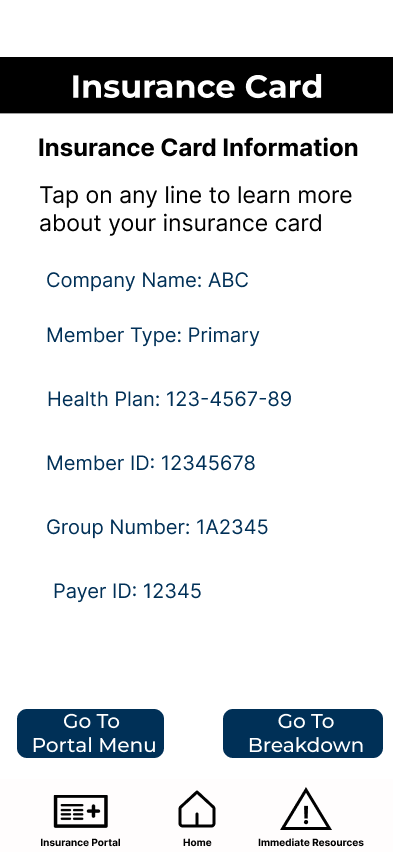 Insurance Card
Insurance Card Information
Tap on any line to learn more
about your insurance card
Company Name: ABC
Member Type: Primary
Health Plan: 123-4567-89
Member ID: 12345678
Group Number: 1A2345
Payer ID: 12345
Go To
Portal Menu
Go To
Breakdown
Insurance Portal
Home
Immediate Resources